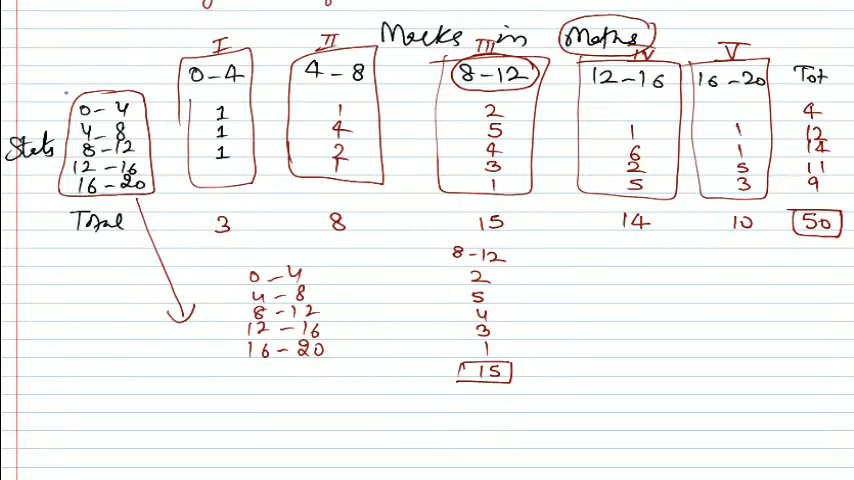 Marks in Maths
I II III IV V
0-4 4-8 8-12 12-16 16-20 Tot
0-4 1 1 2 4
4-8 1 4 5 1 1 12
Stats 8-12 1 2 4 6 1 14
12-16 1 3 2 5 11
16-20 1 5 3 9
Total 3 8 15 14 10 50
8-12
0-4 2
4-8 5
8-12 4
12-16 3
16-20 1
15